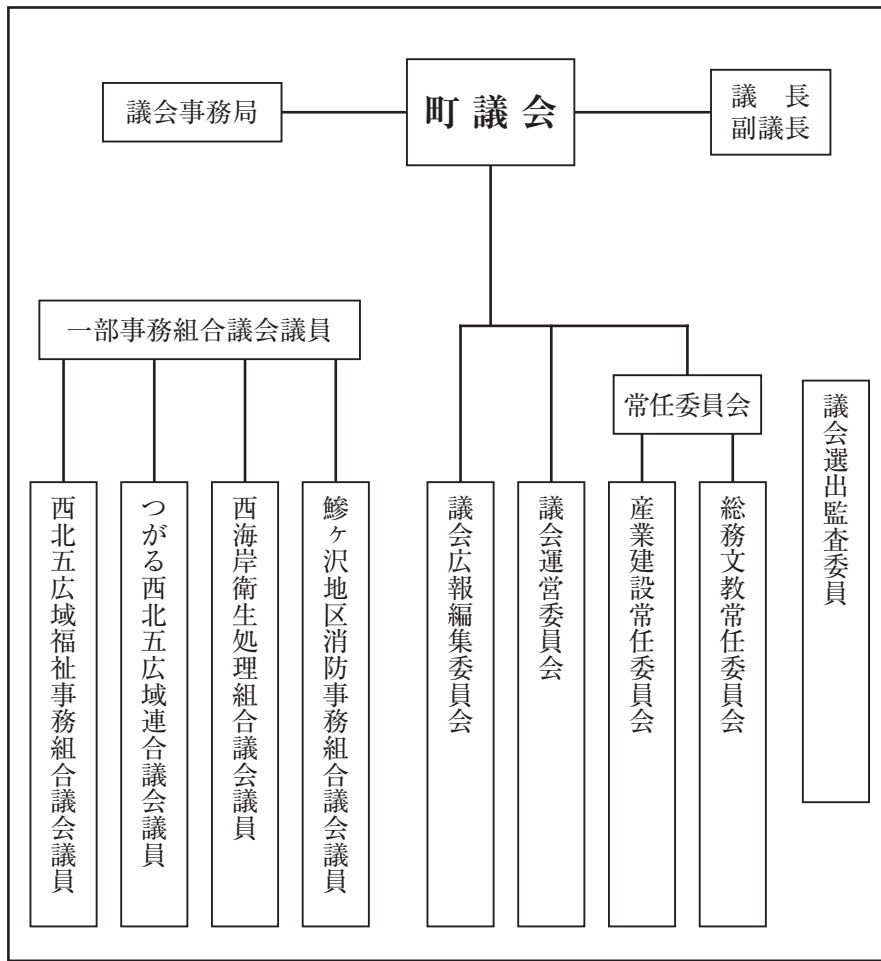 議会事務局
町議会
議　長
副議長
一部事務組合議会議員
常任委員会
議会選出監査委員
西北五広域福祉事務組合議会議員
つがる西北五広域連合議会議員
西海岸衛生処理組合議会議員
鰺ヶ沢地区消防事務組合議会議員
議会広報編集委員会
議会運営委員会
産業建設常任委員会
総務文教常任委員会